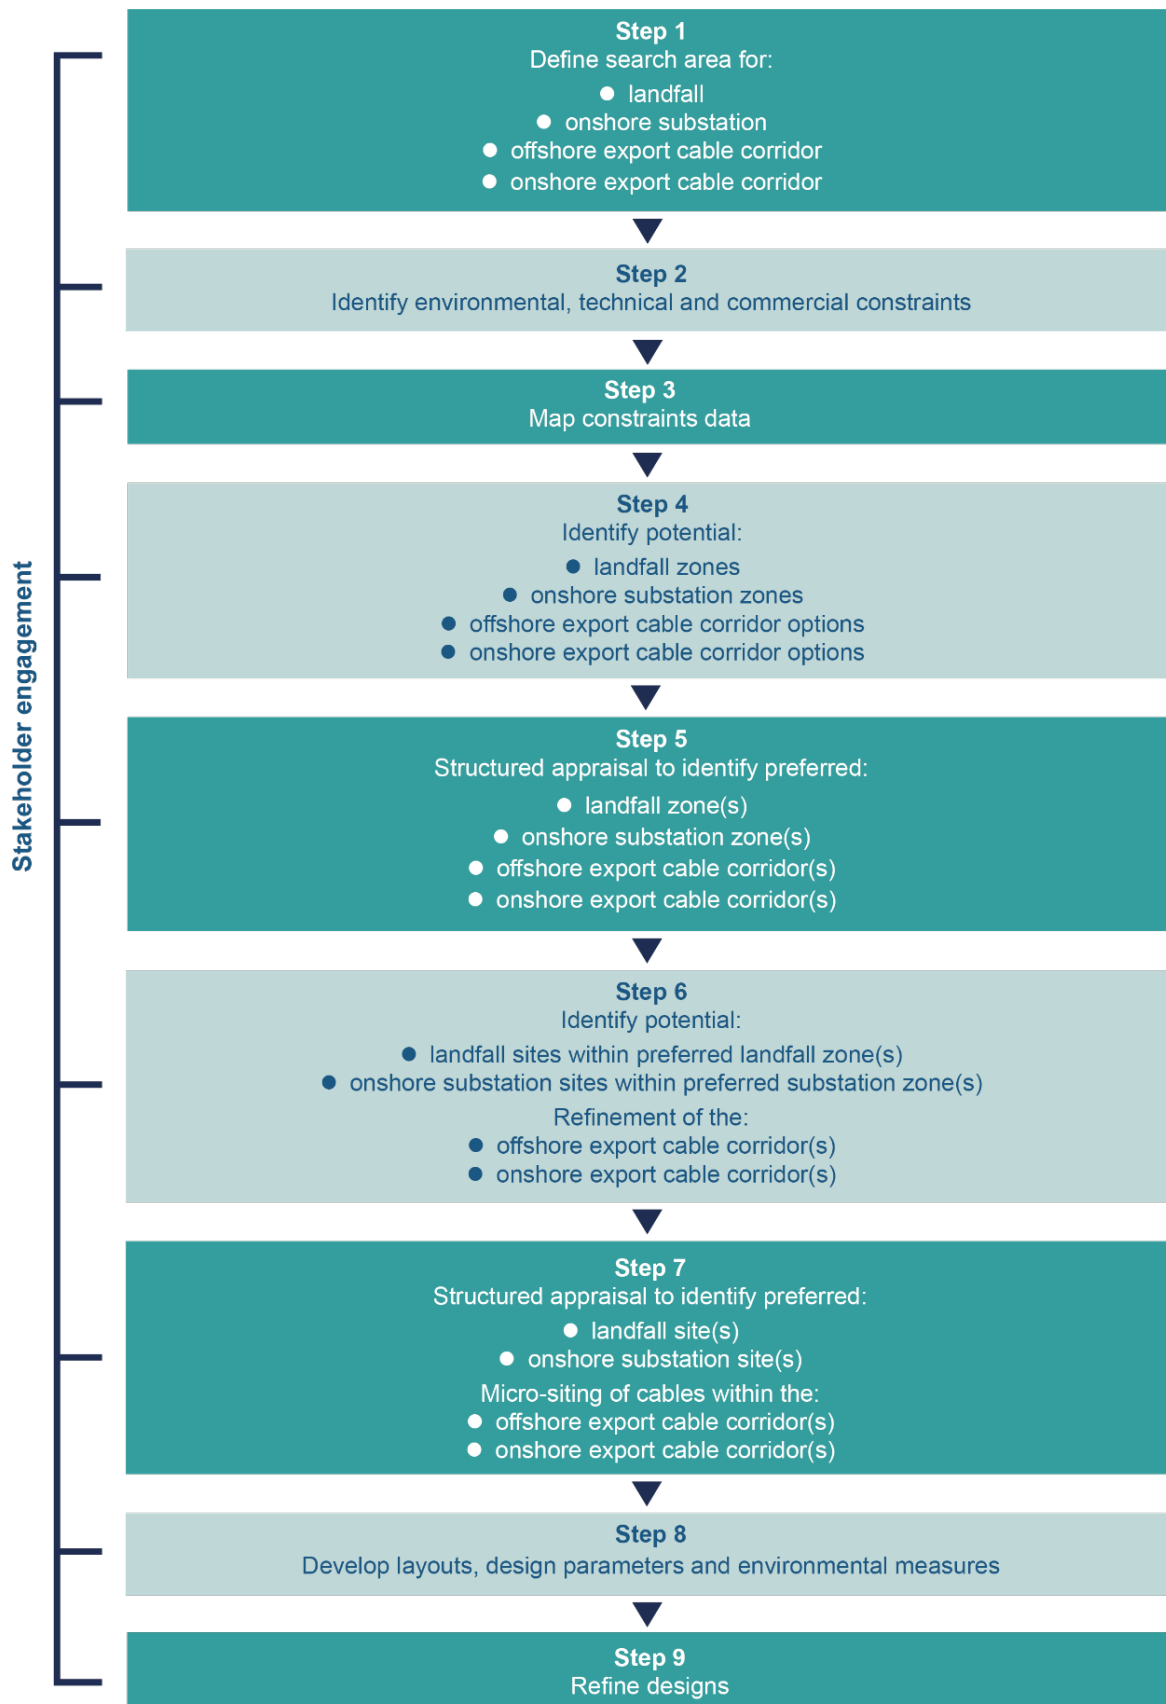 Stakeholder engagement
Step 1
Define search area for:
● landfall
● onshore substation
● offshore export cable corridor
● onshore export cable corridor
Step 2
Identify environmental, technical and commercial constraints
Step 3
Map constraints data
Step 4
Identify potential:
● landfall zones
● onshore substation zones
● offshore export cable corridor options
● onshore export cable corridor options
Step 5
Structured appraisal to identify preferred:
● landfall zone(s)
● onshore substation zone(s)
● offshore export cable corridor(s)
● onshore export cable corridor(s)
Step 6
Identify potential:
● landfall sites within preferred landfall zone(s)
● onshore substation sites within preferred substation zone(s)
Refinement of the:
● offshore export cable corridor(s)
● onshore export cable corridor(s)
Step 7
Structured appraisal to identify preferred:
● landfall site(s)
● onshore substation site(s)
Micro-siting of cables within the:
● offshore export cable corridor(s)
● onshore export cable corridor(s)
Step 8
Develop layouts, design parameters and environmental measures
Step 9
Refine designs